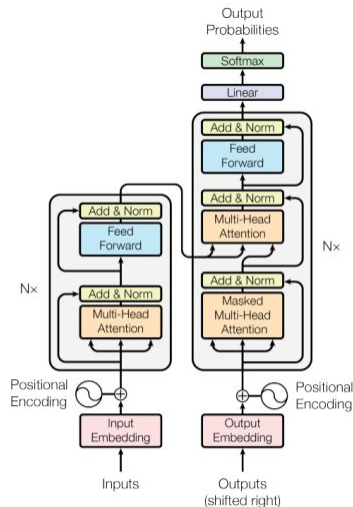 Output
Probabilities
Softmax
Linear
Add & Norm
Feed
Forward
Add & Norm
Multi-Head
Attention
Add & Norm
Masked
Multi-Head
Attention
Nx
Add & Norm
Feed
Forward
Add & Norm
Multi-Head
Attention
Nx
Positional
Encoding
Positional
Encoding
Input
Embedding
Output
Embedding
Inputs
Outputs
(shifted right)